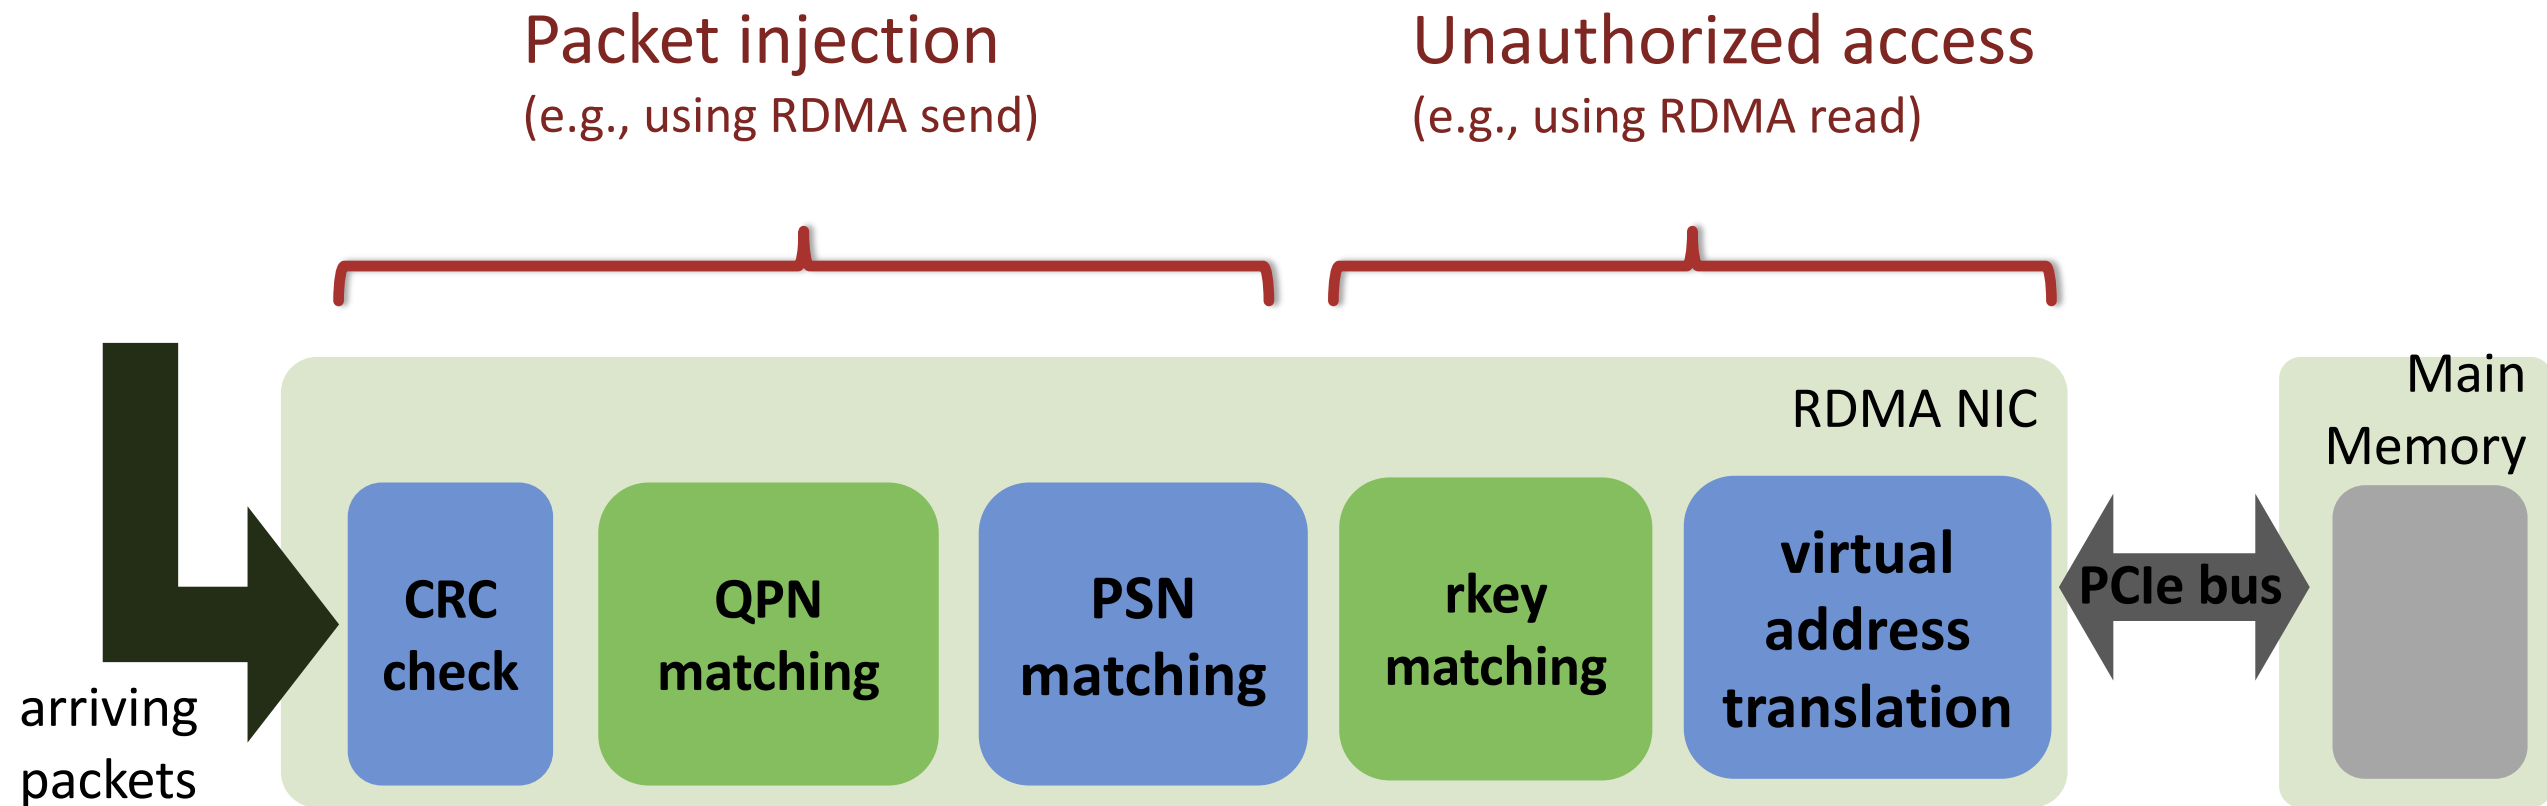 Packet injection
(e.g., using RDMA send)
Unauthorized access
(e.g., using RDMA read)
RDMA NIC
Main
Memory
arriving
packets
CRC
check
QPN
matching
PSN
matching
rkey
matching
virtual
address
translation
PCIe bus